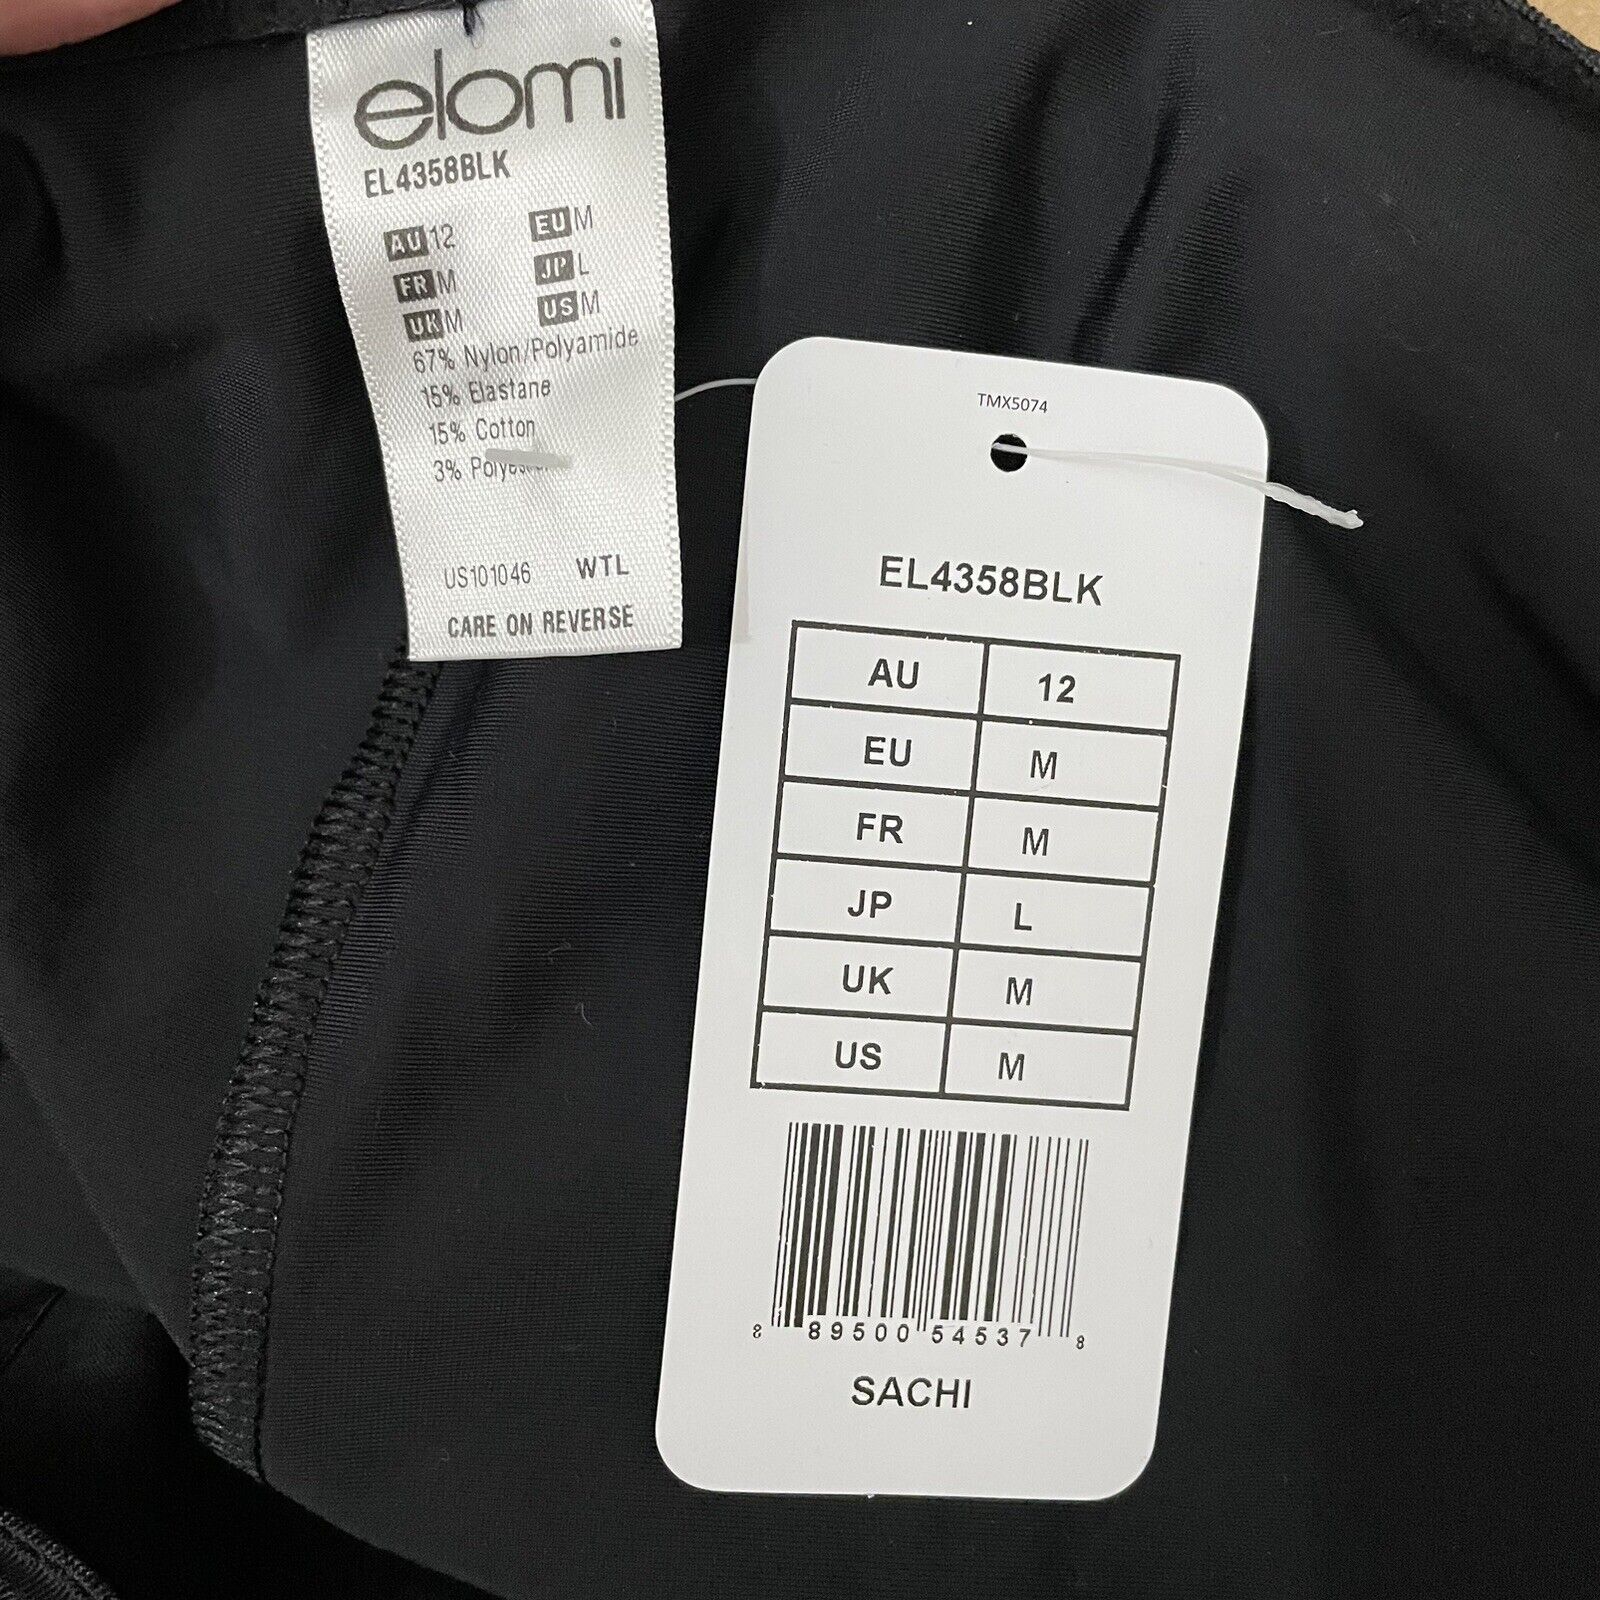 elomi
EL4358BLK
AU 12 EU M
FR M JP L
UK M US M
67% Nylon/Polyamide
15% Elastane
15% Cotton
3%
US101046 WTL
CARE ON REVERSE
TMX5074
EL4358BLK
AU 12
EU M
FR M
JP L
UK M
US M
8 89500 54537 8
SACHI